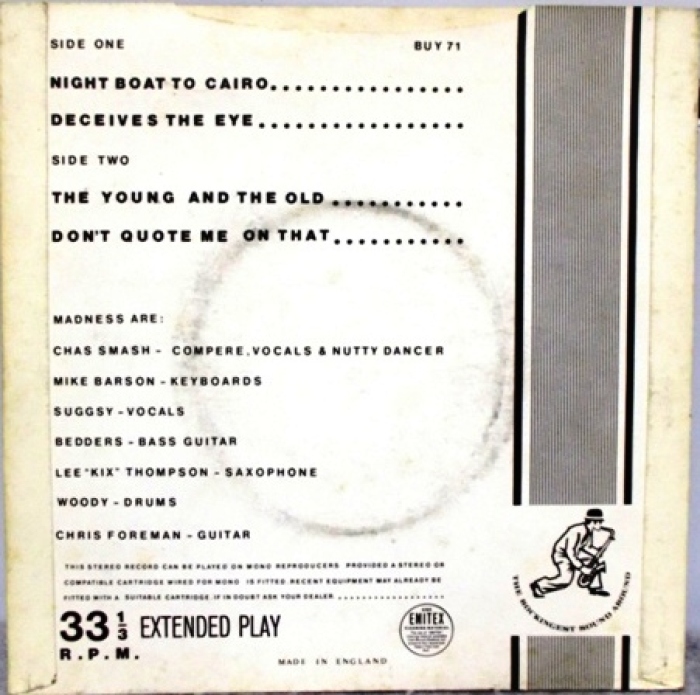 SIDE ONE BUY 71
NIGHT BOAT TO CAIRO.................
DECEIVES THE EYE..................
SIDE TWO
THE YOUNG AND THE OLD ...........
DON'T QUOTE ME ON THAT...........
MADNESS ARE:
CHAS SMASH - COMPERE, VOCALS & NUTTY DANCER
MIKE BARSON - KEYBOARDS
SUGGSY - VOCALS
BEDDERS - BASS GUITAR
LEE "KIX" THOMPSON - SAXOPHONE
WOODY - DRUMS
CHRIS FOREMAN - GUITAR
THIS STEREO RECORD CAN BE PLAYED ON MONO REPRODUCERS PROVIDED A STEREO OR
COMPATIBLE CARTRIDGE WIRED FOR MONO IS FITTED. RECENT EQUIPMENT MAY ALREADY BE
FITTED WITH A SUITABLE CARTRIDGE. IF IN DOUBT ASK YOUR DEALER ..................
33 1/3 EXTENDED PLAY
R.P.M.
MADE IN ENGLAND
EMITEX
THE ROCKINGEST SOUND AROUND